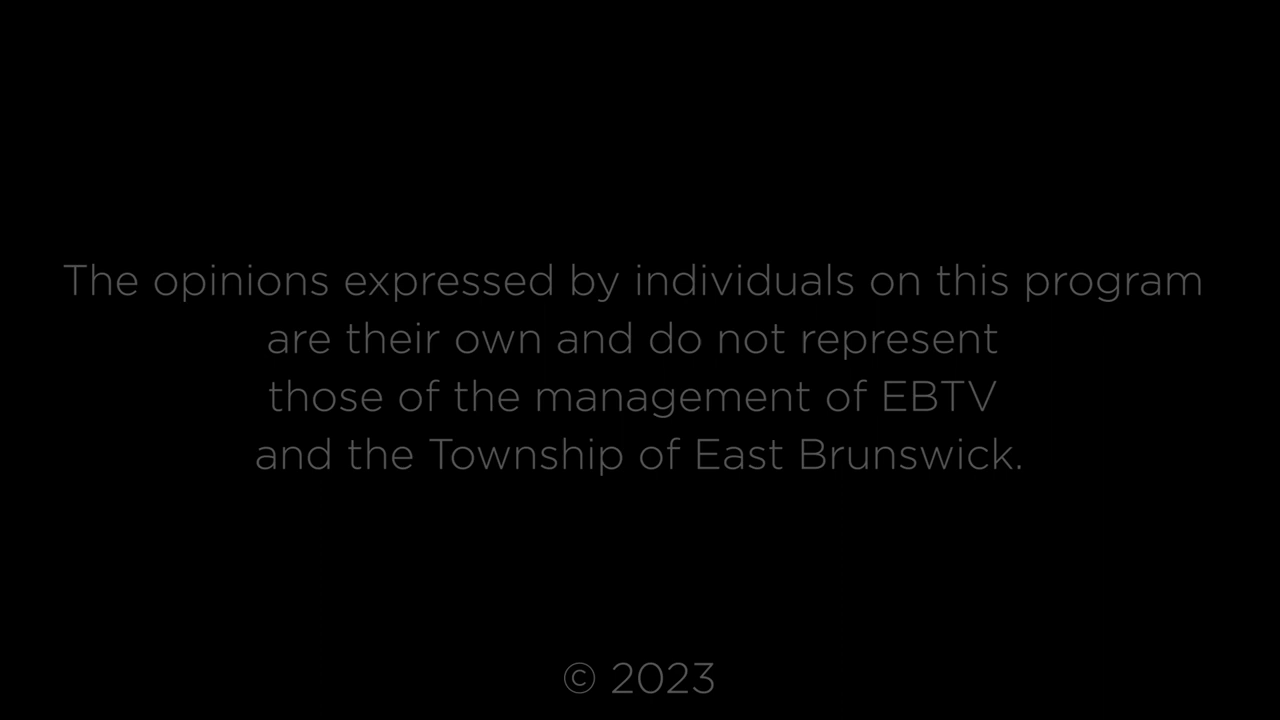 The opinions expressed by individuals on this program
are their own and do not represent
those of the management of EBTV
and the Township of East Brunswick.
© 2023